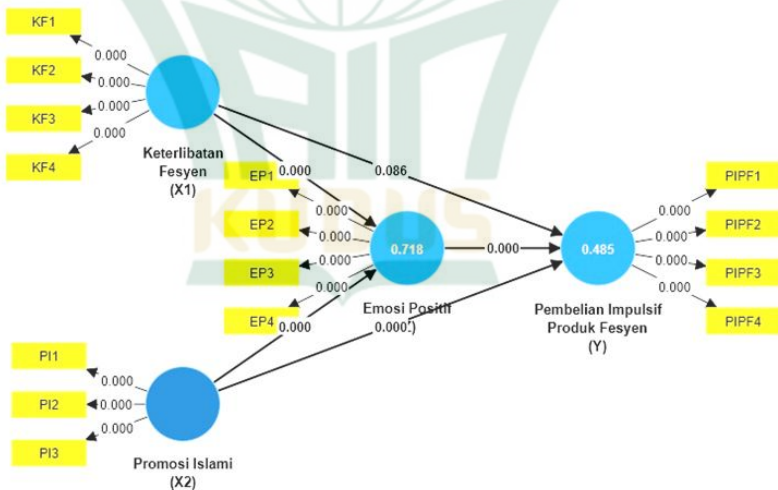 KF1
0.000
KF2
0.000
KF3
0.000
KF4
0.000
Keterlibatan
Fesyen
(X1)
EP1
0.000
0.086
EP2
0.000
EP3
0.000
0.000
EP4
0.000
0.000
0.718
0.000
0.485
Emosi Positif
Pembelian Impulsif
Produk Fesyen
(Y)
0.000
PIPF1
0.000
PIPF2
0.000
PIPF3
0.000
PIPF4
0.000
PI1
0.000
PI2
0.000
PI3
0.000
Promosi Islami
(X2)
KUDUS